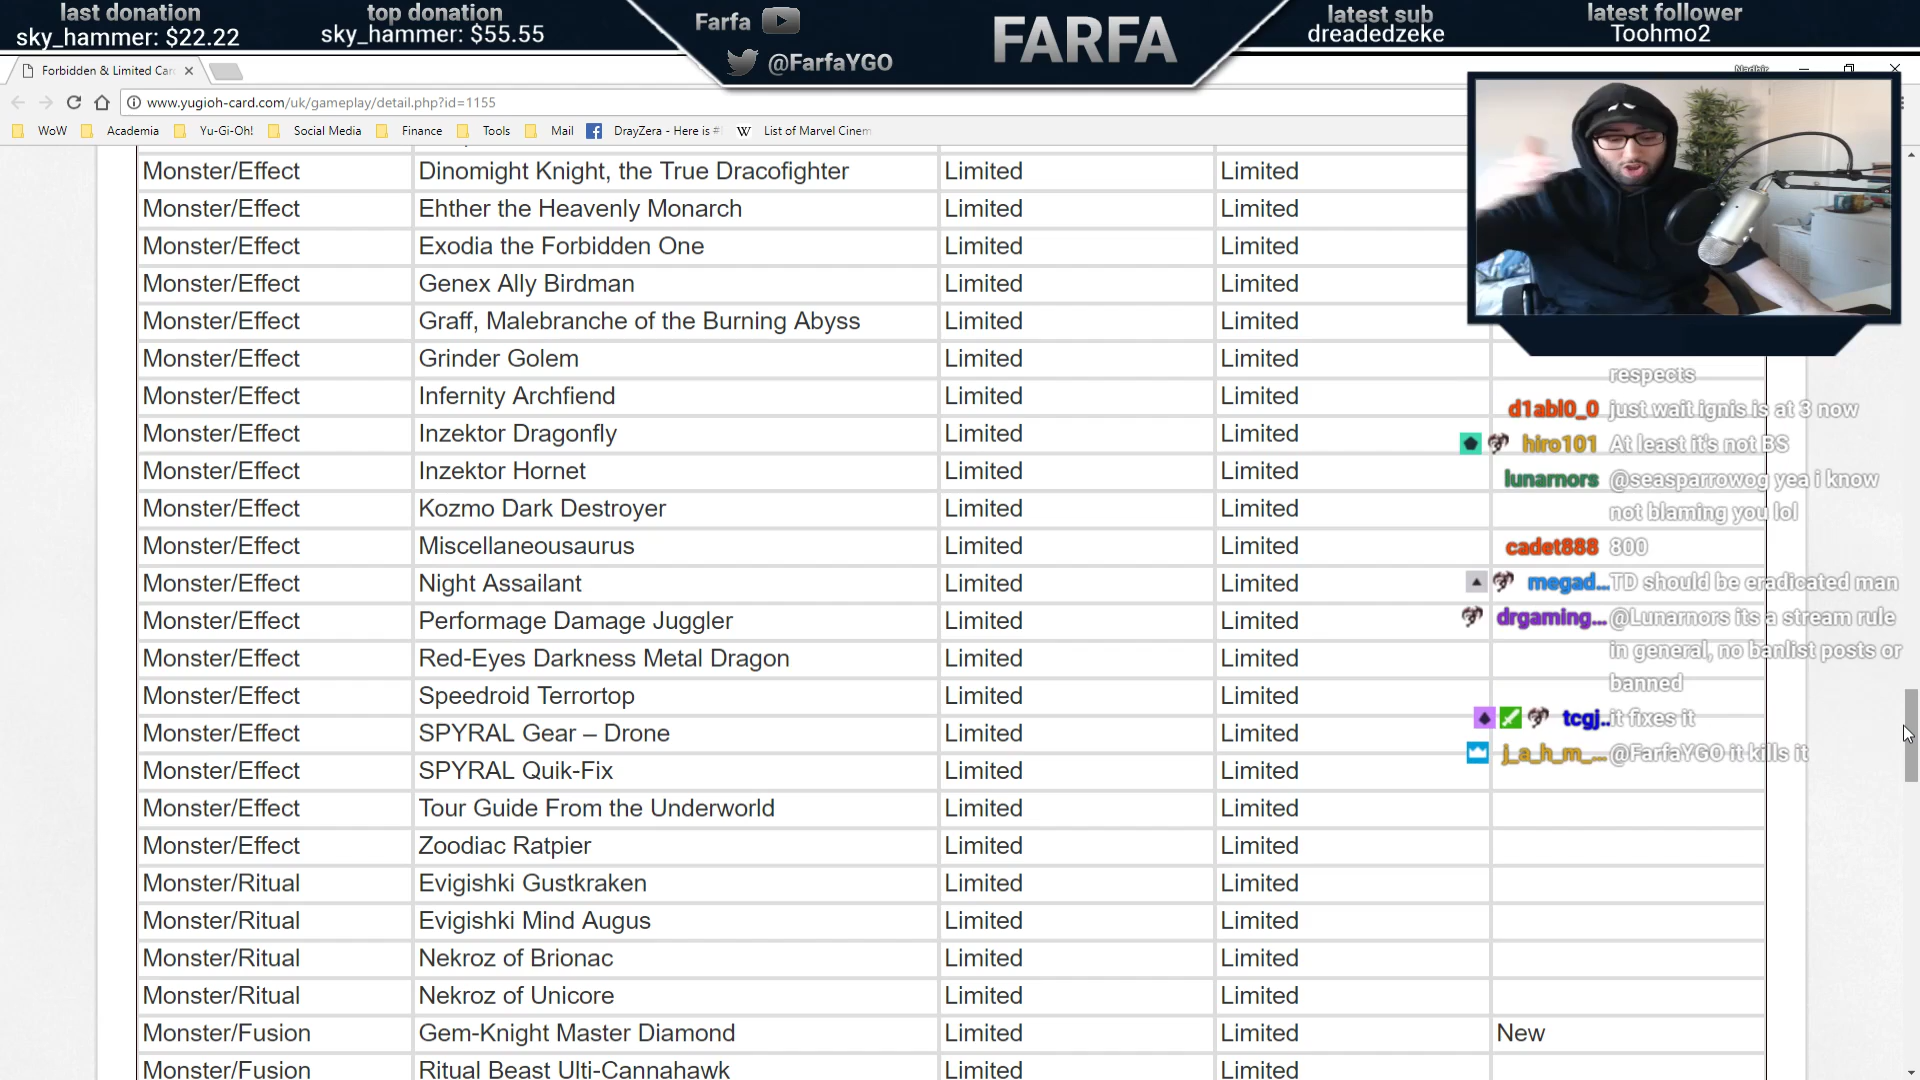 last donation
sky_hammer: $22.22
top donation
sky_hammer: $55.55
Farfa
@FarfaYGO
FARFA
latest sub
dreadedzeke
latest follower
Toohmo2
Forbidden & Limited Car
www.yugioh-card.com/uk/gameplay/detail.php?id=1155
WoW
Academia
Yu-Gi-Oh!
Social Media
Finance
Tools
Mail
DrayZera - Here is #
W List of Marvel Cinem
Monster/Effect Dinomight Knight, the True Dracofighter Limited Limited
Monster/Effect Ehther the Heavenly Monarch Limited Limited
Monster/Effect Exodia the Forbidden One Limited Limited
Monster/Effect Genex Ally Birdman Limited Limited
Monster/Effect Graff, Malebranche of the Burning Abyss Limited Limited
Monster/Effect Grinder Golem Limited Limited
Monster/Effect Infernity Archfiend Limited Limited
Monster/Effect Inzektor Dragonfly Limited Limited
Monster/Effect Inzektor Hornet Limited Limited
Monster/Effect Kozmo Dark Destroyer Limited Limited
Monster/Effect Miscellaneousaurus Limited Limited
Monster/Effect Night Assailant Limited Limited
Monster/Effect Performage Damage Juggler Limited Limited
Monster/Effect Red-Eyes Darkness Metal Dragon Limited Limited
Monster/Effect Speedroid Terrortop Limited Limited
Monster/Effect SPYRAL Gear – Drone Limited Limited
Monster/Effect SPYRAL Quik-Fix Limited Limited
Monster/Effect Tour Guide From the Underworld Limited Limited
Monster/Effect Zoodiac Ratpier Limited Limited
Monster/Ritual Evigishki Gustkraken Limited Limited
Monster/Ritual Evigishki Mind Augus Limited Limited
Monster/Ritual Nekroz of Brionac Limited Limited
Monster/Ritual Nekroz of Unicore Limited Limited
Monster/Fusion Gem-Knight Master Diamond Limited Limited New
Monster/Fusion Ritual Beast Ulti-Cannahawk Limited Limited
respects
d1abl0_0 just wait ignis is at 3 now
hiro101 At least it's not BS
lunarnors @seasparrowog yea i know
not blaming you lol
cadet888 800
megad... TD should be eradicated man
drgaming... @Lunarnors its a stream rule
in general, no banlist posts or
banned
tcgj.. it fixes it
j_a_h_m_... @FarfaYGO it kills it